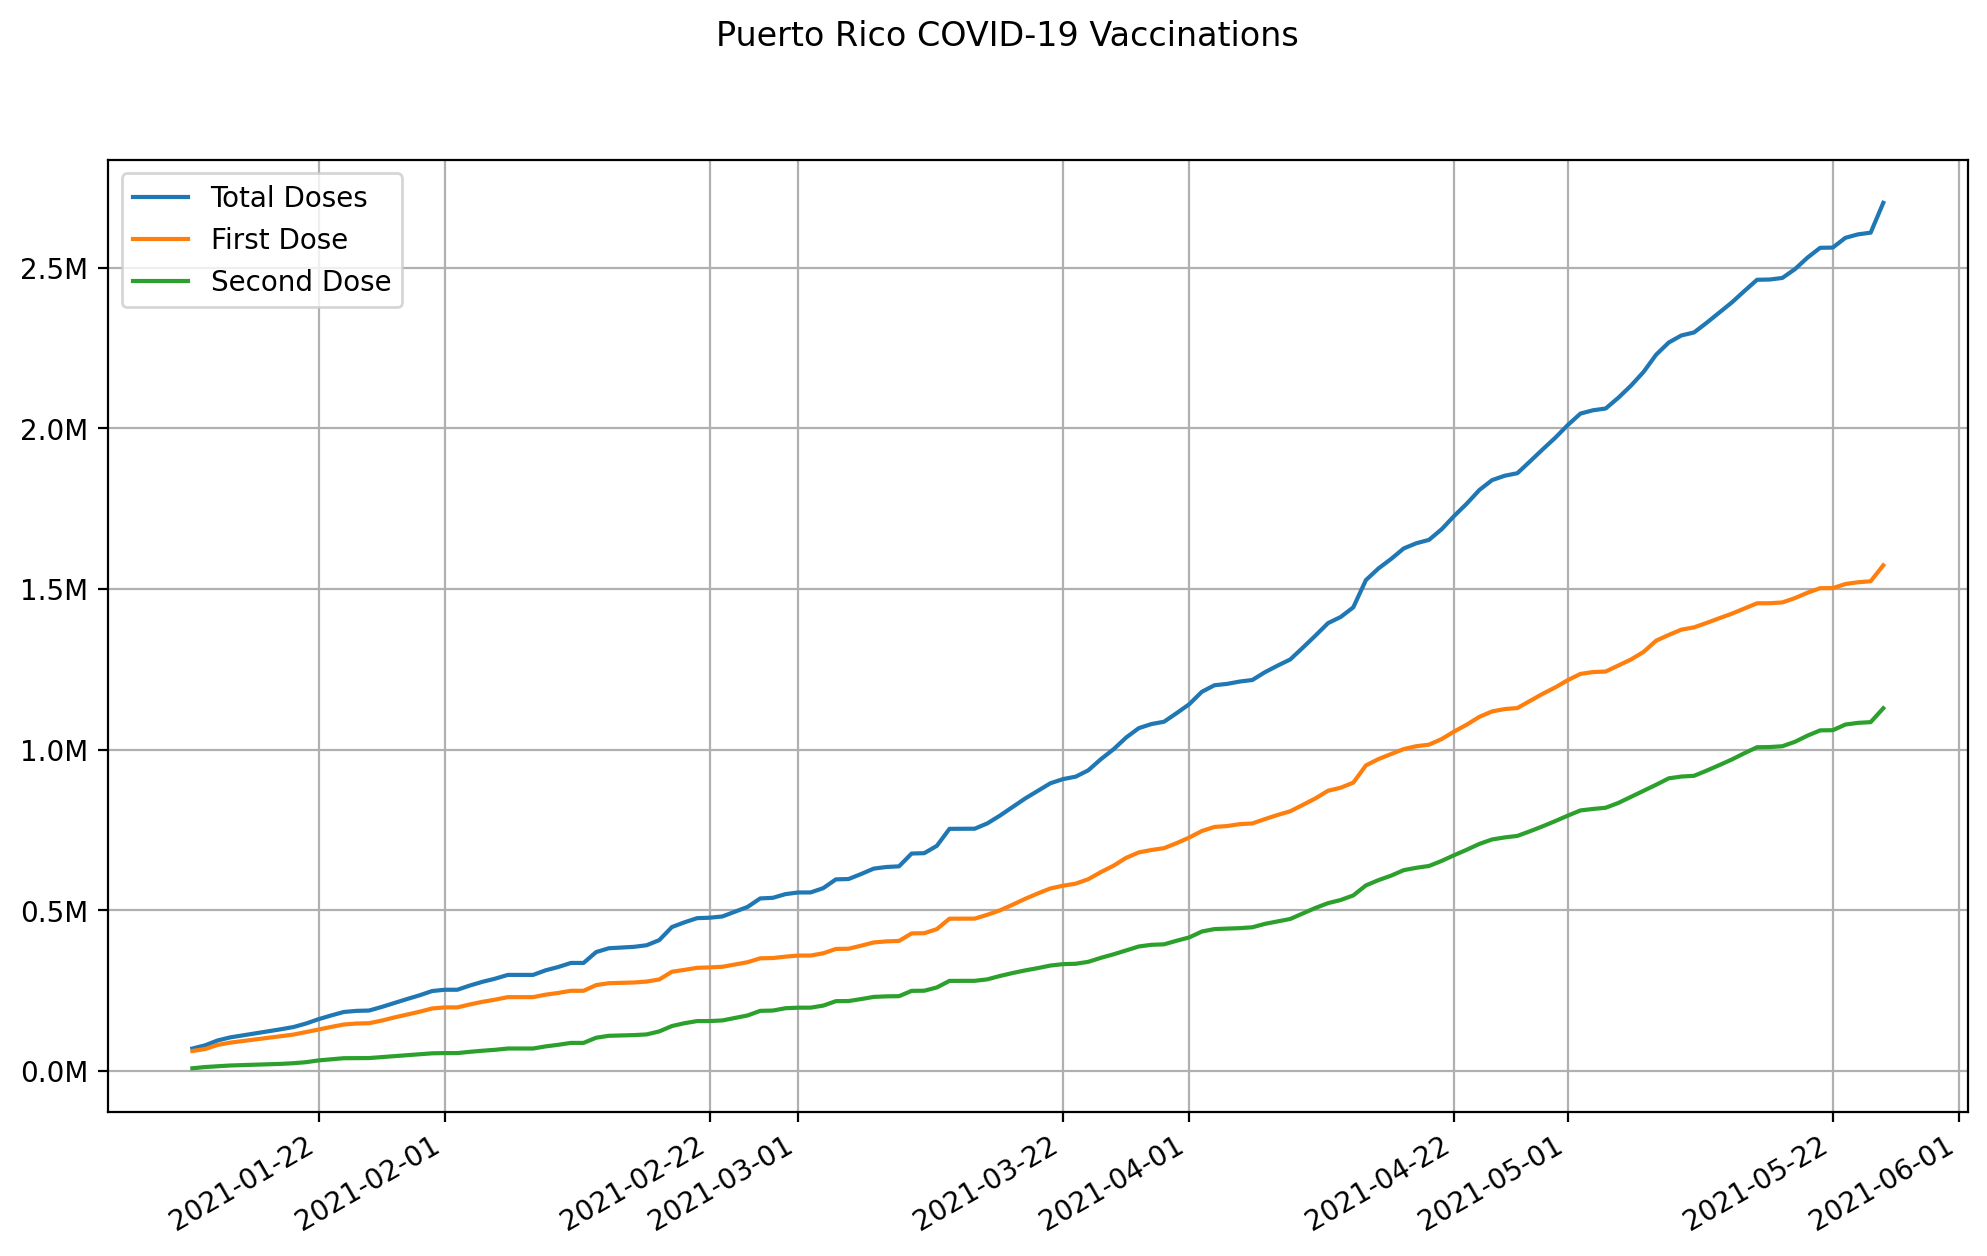 Puerto Rico COVID-19 Vaccinations
Total Doses
First Dose
Second Dose
2.5M
2.0M
1.5M
1.0M
0.5M
0.0M
2021-01-22
2021-02-01
2021-02-22
2021-03-01
2021-03-22
2021-04-01
2021-04-22
2021-05-01
2021-05-22
2021-06-01